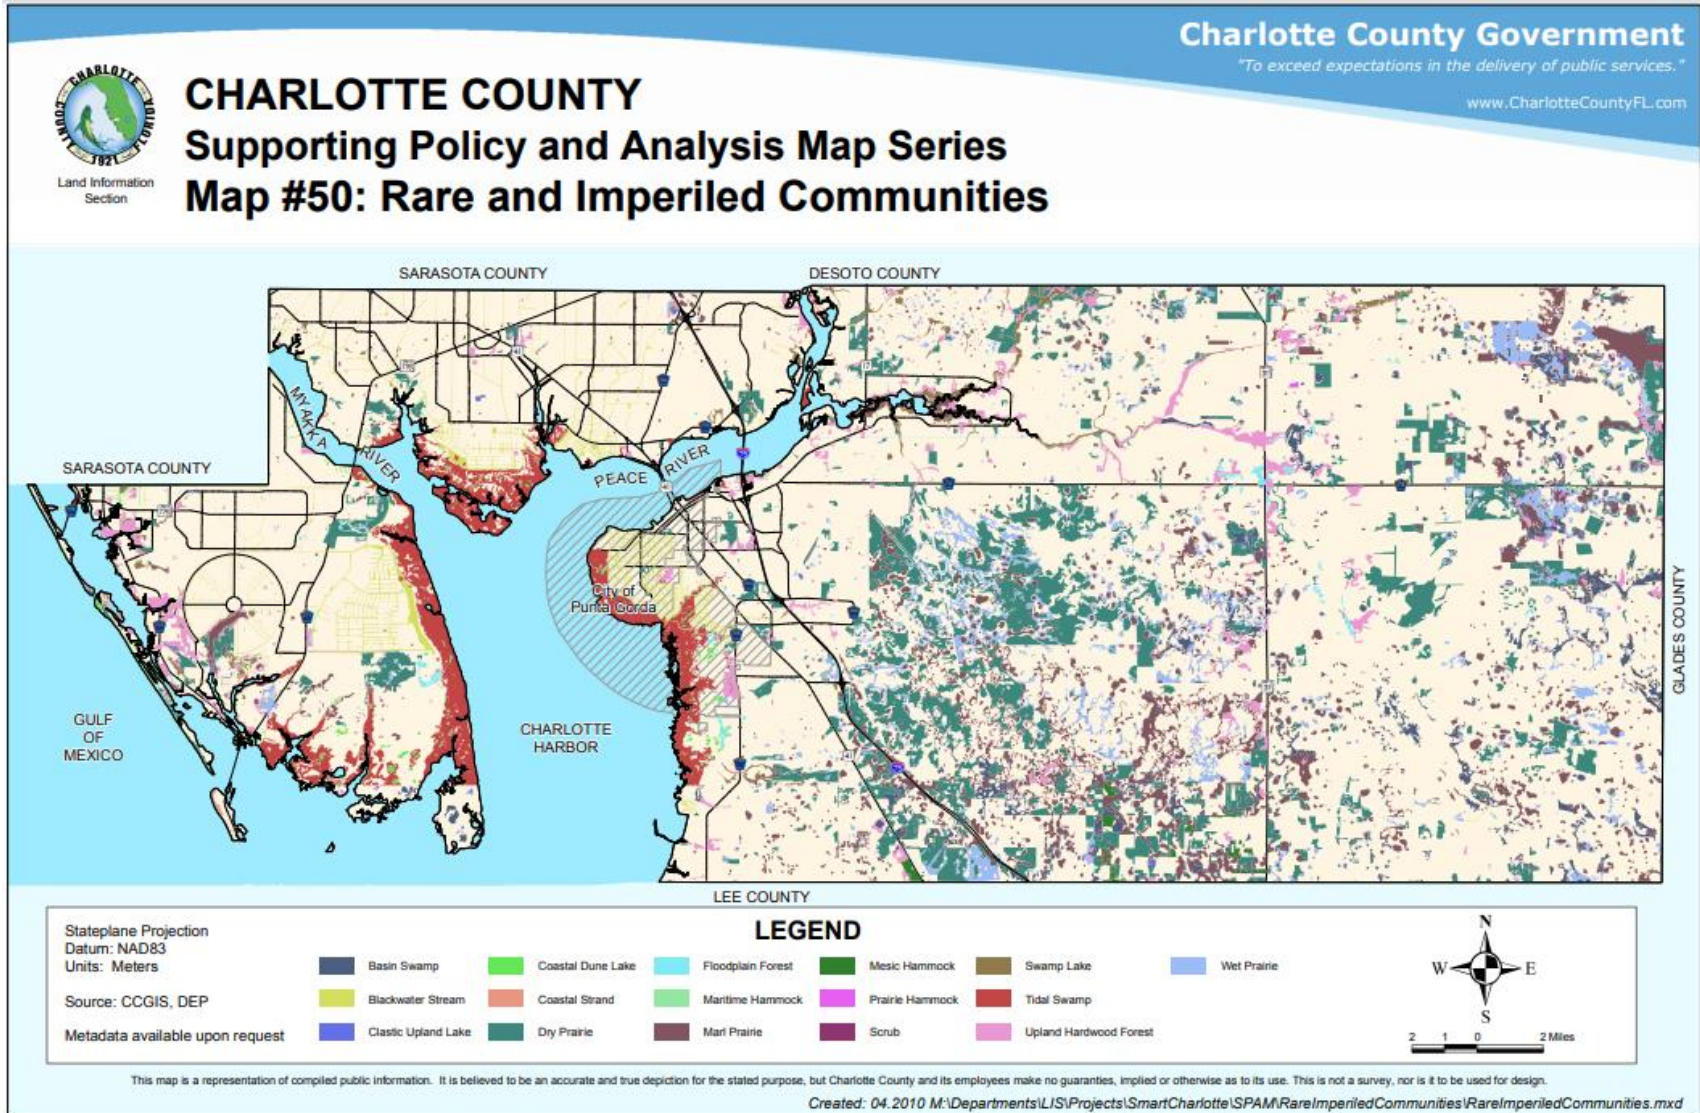 Charlotte County Government
"To exceed expectations in the delivery of public services."
www.CharlotteCountyFL.com
CHARLOTTE COUNTY FLORIDA
1921
Land Information
Section
CHARLOTTE COUNTY
Supporting Policy and Analysis Map Series
Map #50: Rare and Imperiled Communities
SARASOTA COUNTY
DESOTO COUNTY
MYAKKA
RIVER
SARASOTA COUNTY
PEACE RIVER
City of
Punta Gorda
GULF
OF
MEXICO
CHARLOTTE
HARBOR
GLADES COUNTY
LEE COUNTY
LEGEND
Stateplane Projection
Datum: NAD83
Units: Meters
Source: CCGIS, DEP
Metadata available upon request
Basin Swamp
Blackwater Stream
Clastic Upland Lake
Coastal Dune Lake
Coastal Strand
Dry Prairie
Floodplain Forest
Maritime Hammock
Marl Prairie
Mesic Hammock
Prairie Hammock
Scrub
Swamp Lake
Tidal Swamp
Upland Hardwood Forest
Wet Prairie
N
W E
S
2 1 0 2 Miles
This map is a representation of compiled public information. It is believed to be an accurate and true depiction for the stated purpose, but Charlotte County and its employees make no guaranties, implied or otherwise as to its use. This is not a survey, nor is it to be used for design.
Created: 04.2010 M:\Departments\LIS\Projects\SmartCharlotte\SPAM\RareImperiledCommunities\RareImperiledCommunities.mxd